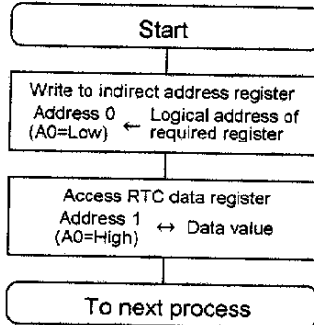 Start
Write to indirect address register
Address 0 ← Logical address of
(A0=Low) required register
Access RTC data register
Address 1 ↔ Data value
(A0=High)
To next process